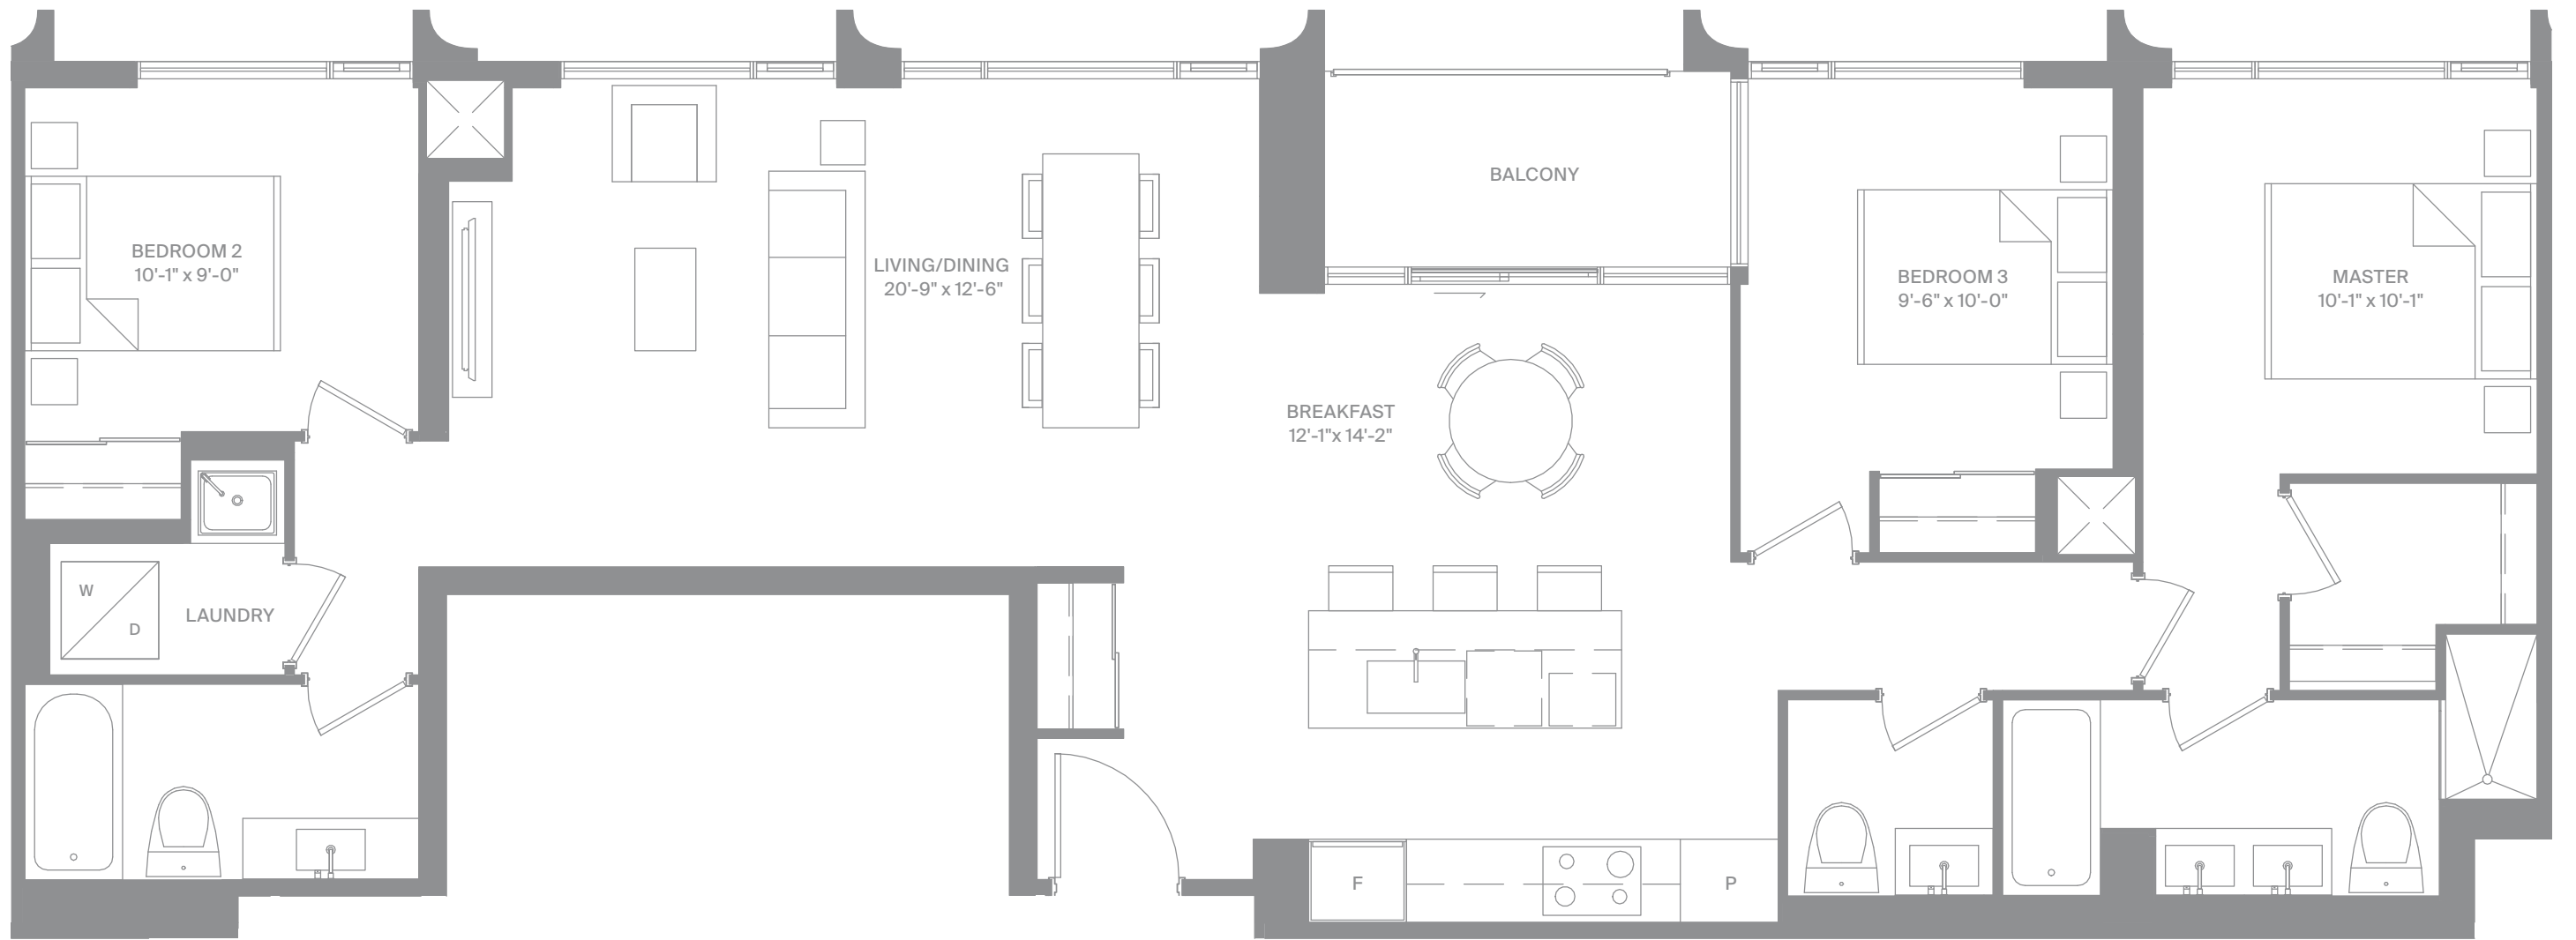 BALCONY
BEDROOM 2
10'-1" x 9'-0"
LIVING/DINING
20'-9" x 12'-6"
BEDROOM 3
9'-6" x 10'-0"
MASTER
10'-1" x 10'-1"
BREAKFAST
12'-1"x 14'-2"
W
D
LAUNDRY
F
P